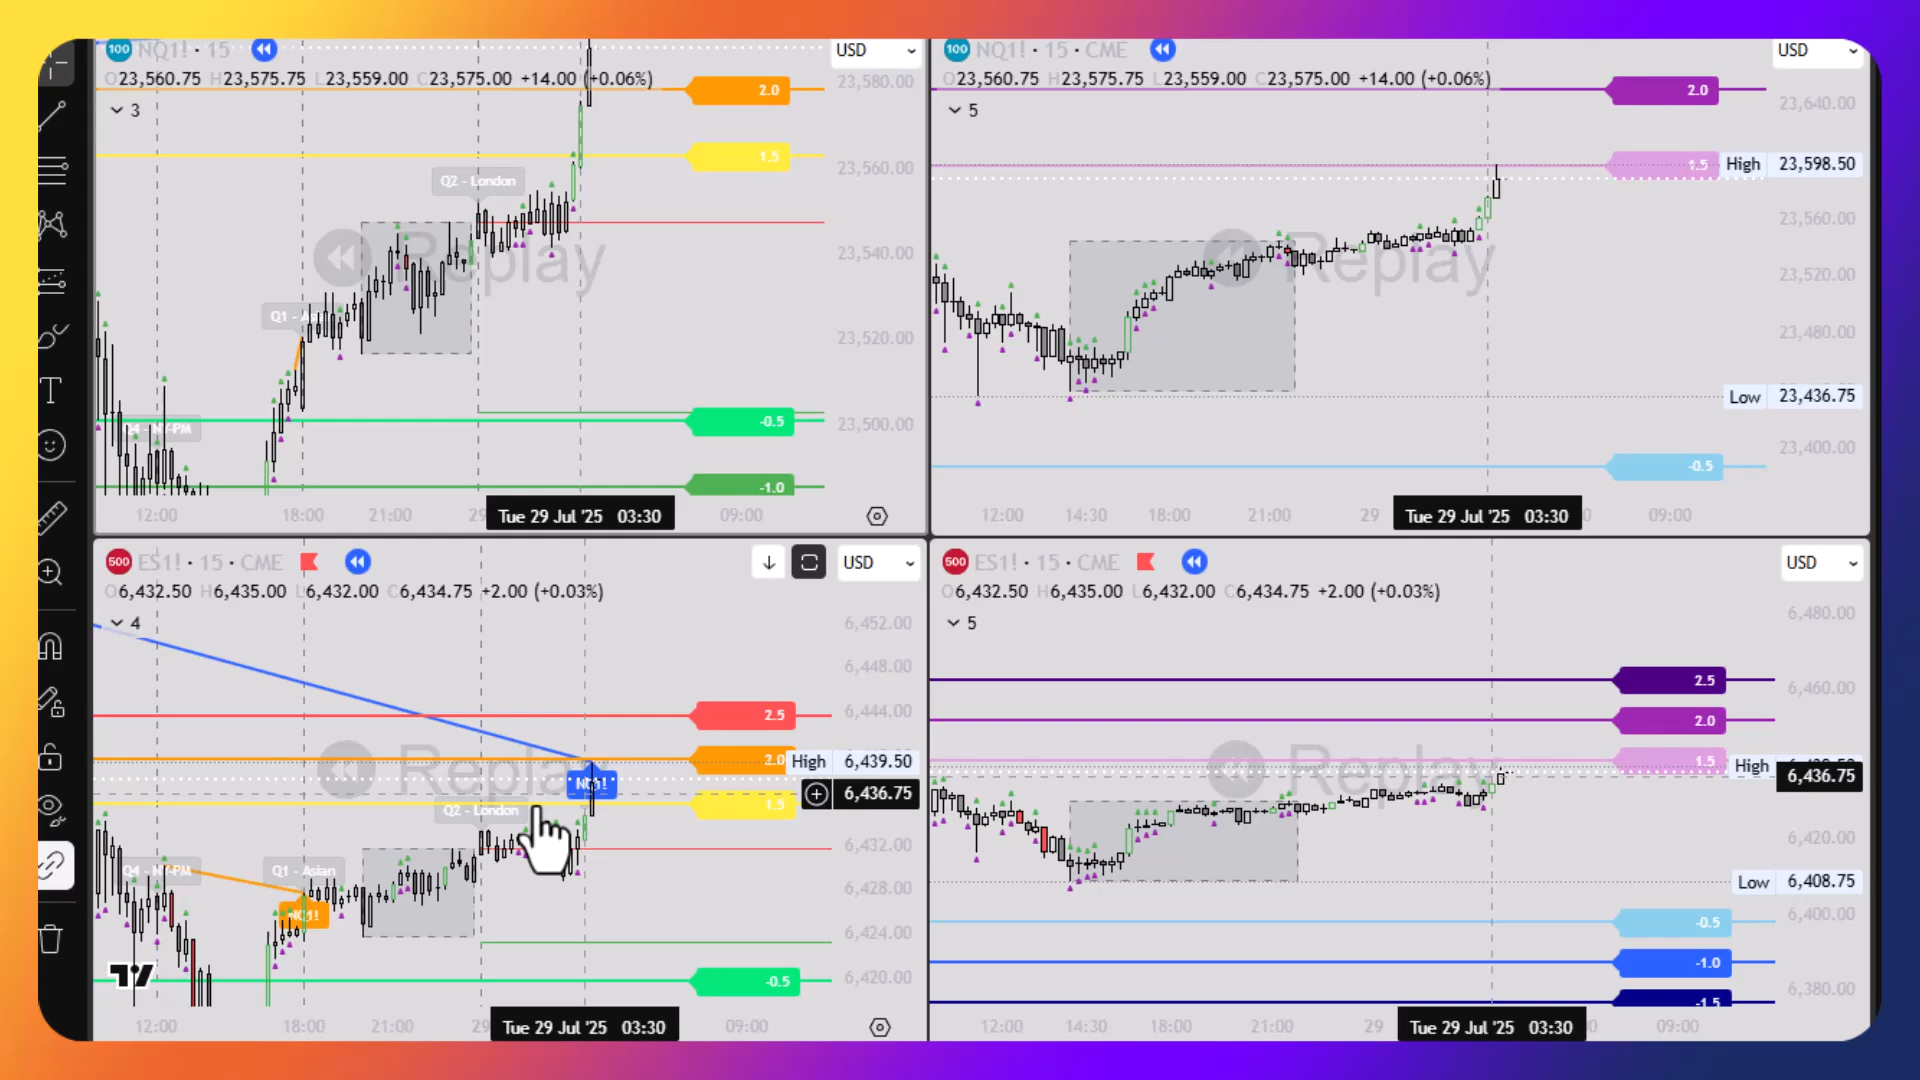 NQ1! · 15
USD
O23,560.75 H23,575.75 L23,559.00 C23,575.00 +14.00 (+0.06%)
3
23,580.00
2.0
1.5
23,560.00
Q2 - London
Replay
23,540.00
Q1 - Asi
23,520.00
Q4 - NY-PM
-0.5
23,500.00
-1.0
12:00
18:00
21:00
29
Tue 29 Jul '25 03:30
09:00
NQ1! · 15 · CME
USD
O23,560.75 H23,575.75 L23,559.00 C23,575.00 +14.00 (+0.06%)
5
2.0
23,640.00
1.5
High 23,598.50
23,560.00
Replay
23,520.00
23,480.00
Low 23,436.75
23,400.00
-0.5
12:00
14:30
18:00
21:00
29
Tue 29 Jul '25 03:30
09:00
ES1! · 15 · CME
USD
O6,432.50 H6,435.00 L6,432.00 C6,434.75 +2.00 (+0.03%)
4
6,452.00
6,448.00
2.5
6,444.00
2.0
High 6,439.50
Replay
NQ1!
6,436.75
1.5
Q2 - London
6,432.00
Q4 - NY-PM
Q1 - Asian
6,428.00
NQ1!
6,424.00
-0.5
6,420.00
12:00
18:00
21:00
29
Tue 29 Jul '25 03:30
09:00
ES1! · 15 · CME
USD
O6,432.50 H6,435.00 L6,432.00 C6,434.75 +2.00 (+0.03%)
5
6,480.00
2.5
6,460.00
2.0
1.5
High
6,436.75
Replay
6,420.00
Low 6,408.75
6,400.00
-0.5
-1.0
6,380.00
-1.5
12:00
14:30
18:00
21:00
29
Tue 29 Jul '25 03:30
09:00